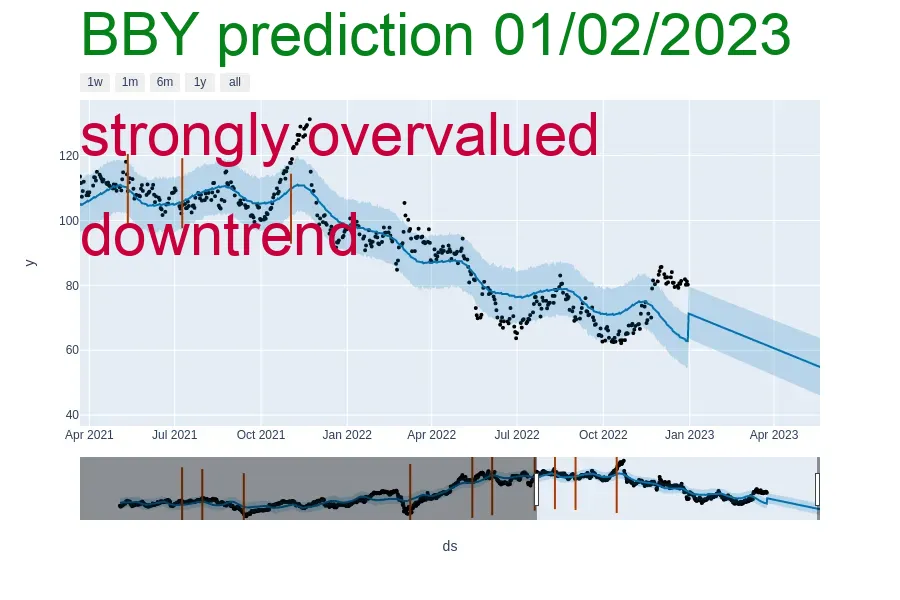 BBY prediction 01/02/2023
1w 1m 6m 1y all
strongly overvalued
downtrend
120
100
80
60
40
y
Apr 2021 Jul 2021 Oct 2021 Jan 2022 Apr 2022 Jul 2022 Oct 2022 Jan 2023 Apr 2023
ds